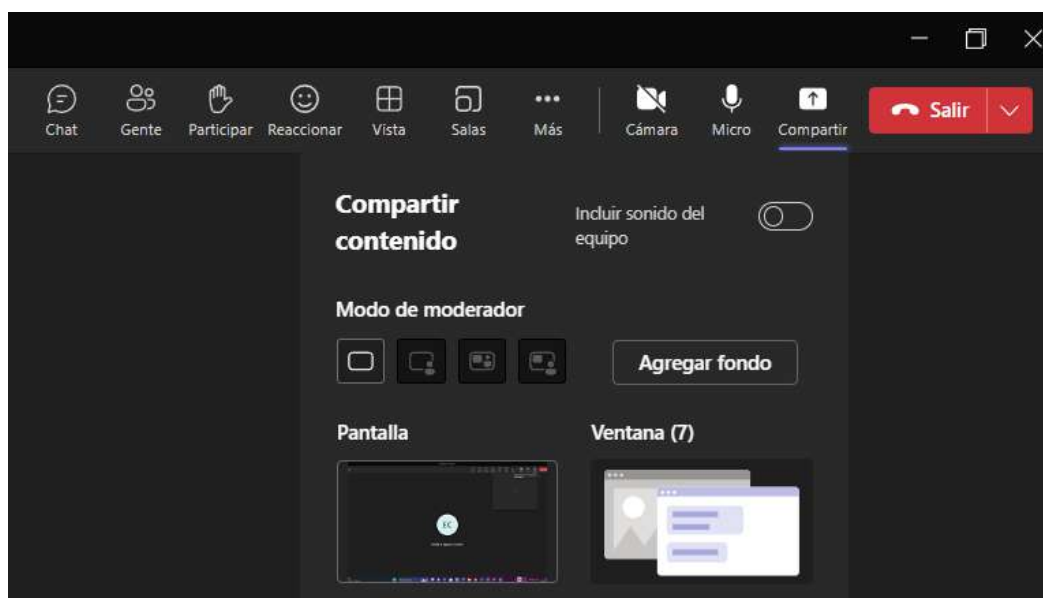 Chat Gente Participar Reaccionar Vista Salas Más Cámara Micro Compartir Salir
Compartir
contenido
Incluir sonido del
equipo
Modo de moderador
Agregar fondo
Pantalla Ventana (7)
EC